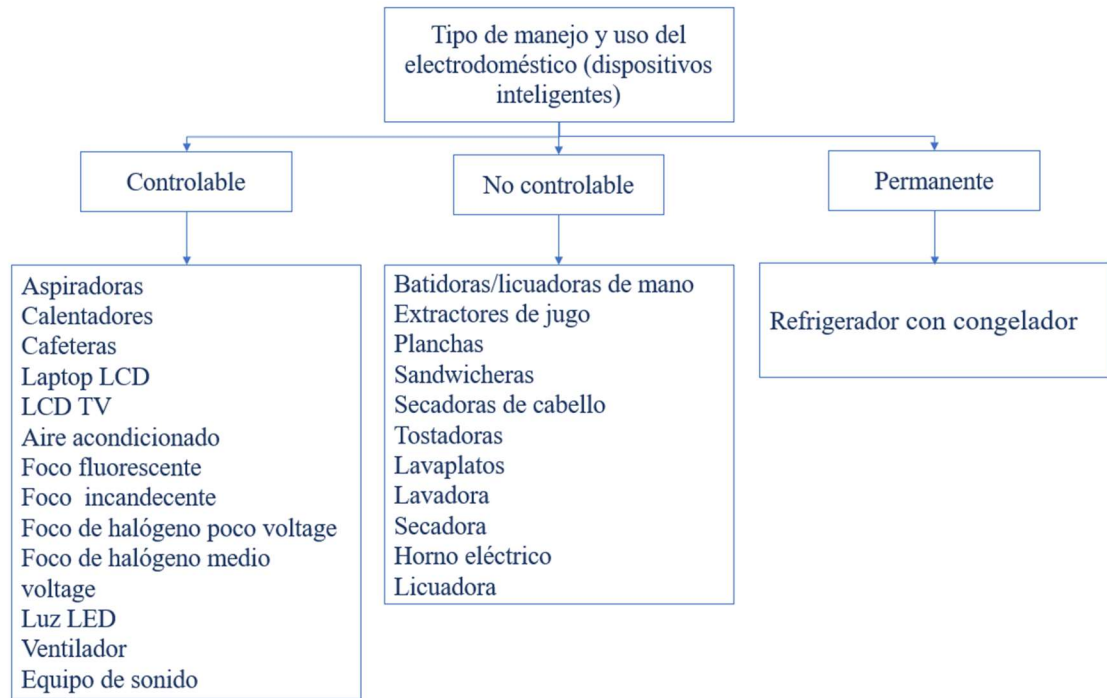 Tipo de manejo y uso del
electrodoméstico (dispositivos
inteligentes)
Controlable
No controlable
Permanente
Aspiradoras
Calentadores
Cafeteras
Laptop LCD
LCD TV
Aire acondicionado
Foco fluorescente
Foco incandecente
Foco de halógeno poco voltage
Foco de halógeno medio
voltage
Luz LED
Ventilador
Equipo de sonido
Batidoras/licuadoras de mano
Extractores de jugo
Planchas
Sandwicheras
Secadoras de cabello
Tostadoras
Lavaplatos
Lavadora
Secadora
Horno eléctrico
Licuadora
Refrigerador con congelador